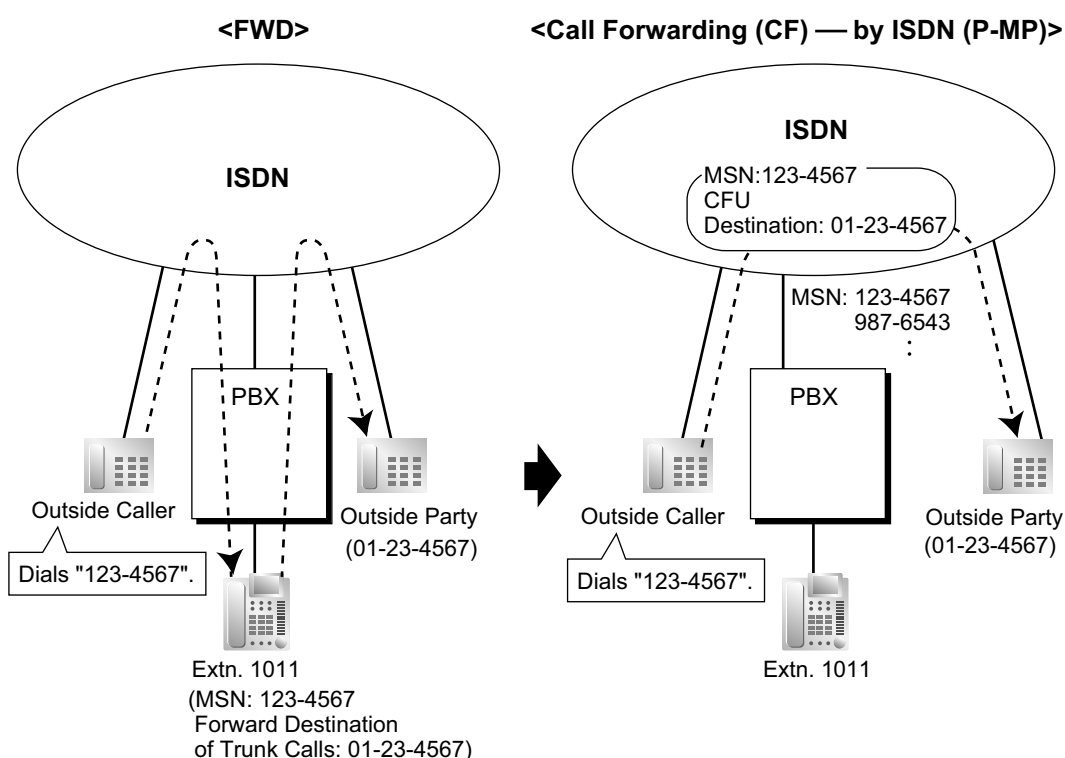 <FWD>
ISDN
PBX
Outside Caller
Dials "123-4567".
Outside Party
(01-23-4567)
Extn. 1011
(MSN: 123-4567
Forward Destination
of Trunk Calls: 01-23-4567)
<Call Forwarding (CF) — by ISDN (P-MP)>
ISDN
MSN:123-4567
CFU
Destination: 01-23-4567
MSN: 123-4567
987-6543
:
PBX
Outside Caller
Dials "123-4567".
Outside Party
(01-23-4567)
Extn. 1011